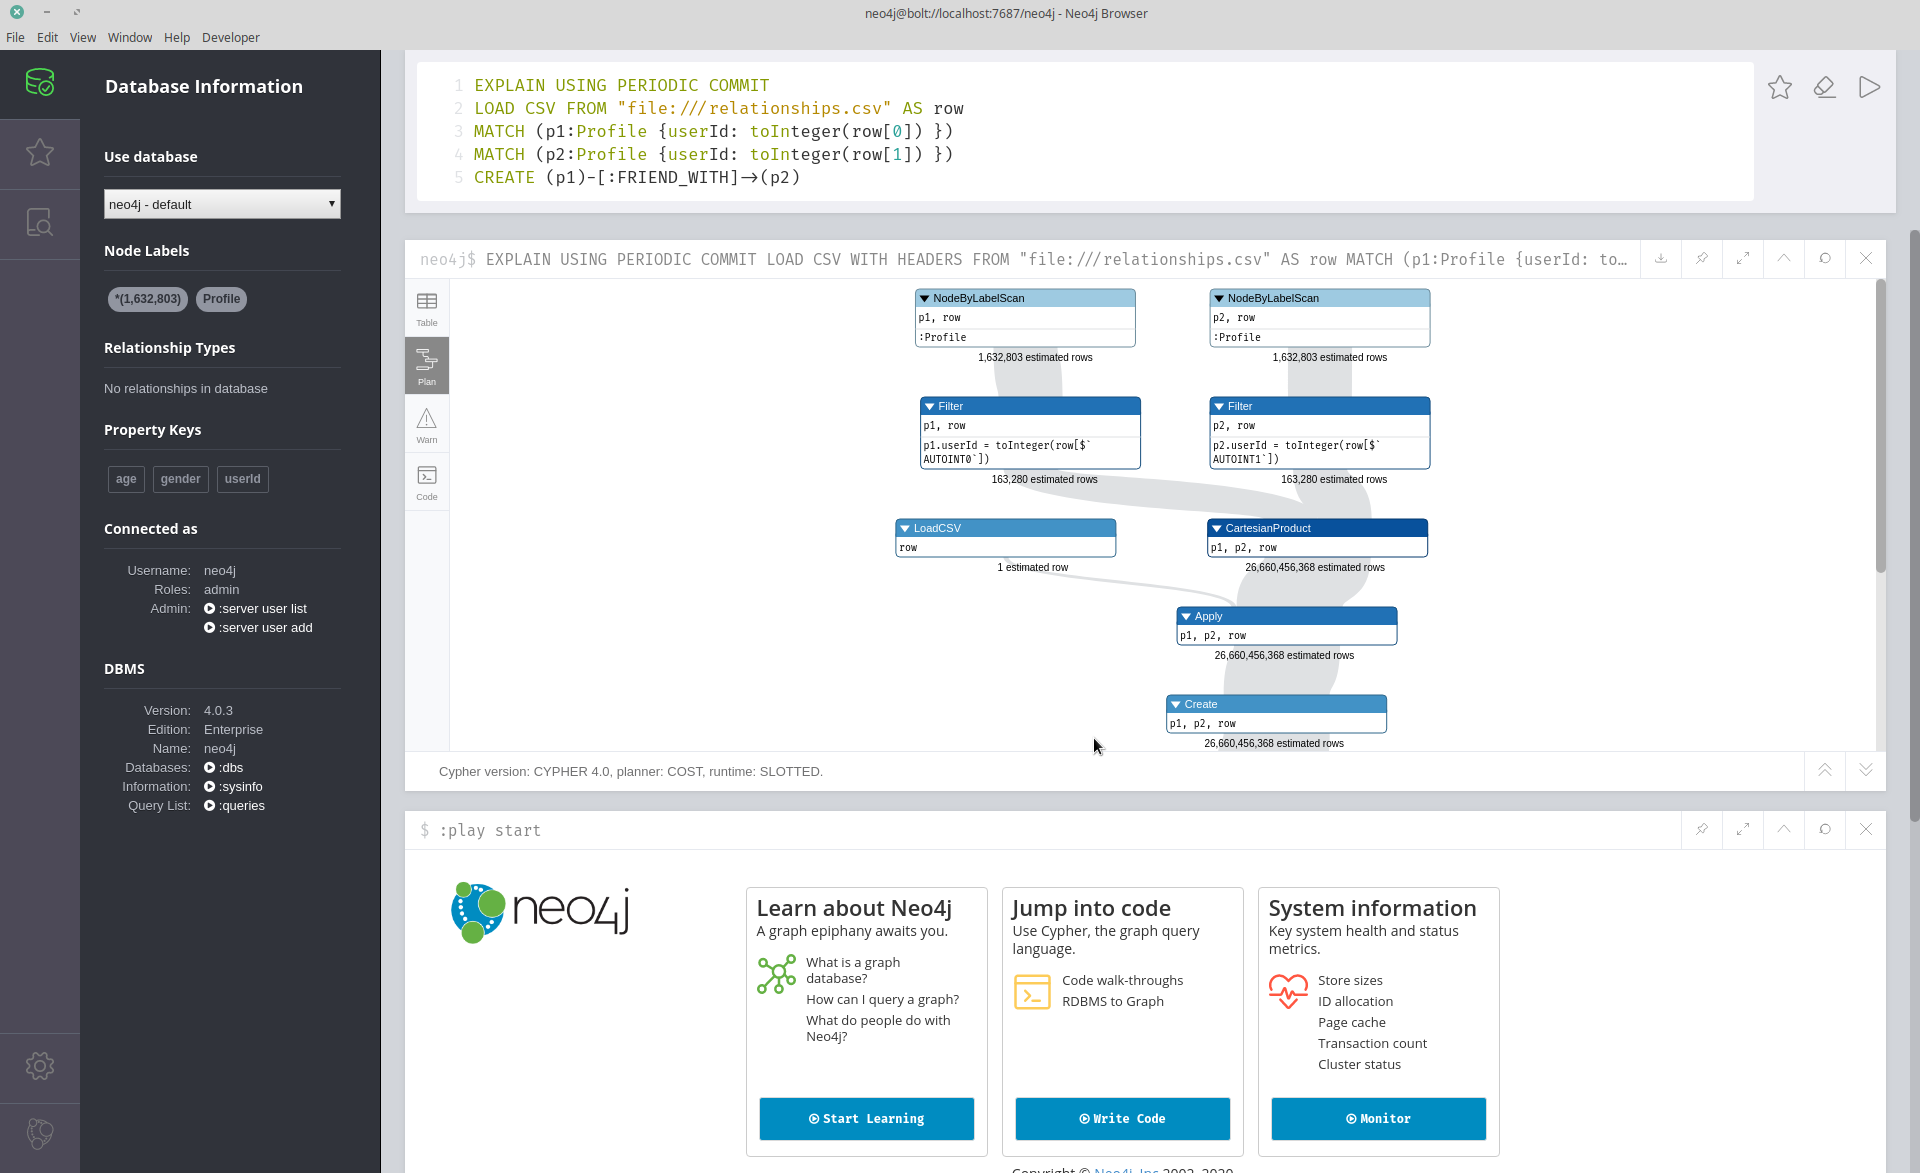 neo4j@bolt://localhost:7687/neo4j - Neo4j Browser
File Edit View Window Help Developer
Database Information
Use database
neo4j - default
Node Labels
*(1,632,803) Profile
Relationship Types
No relationships in database
Property Keys
age gender userId
Connected as
Username: neo4j
Roles: admin
Admin: :server user list
:server user add
DBMS
Version: 4.0.3
Edition: Enterprise
Name: neo4j
Databases: :dbs
Information: :sysinfo
Query List: :queries
1 EXPLAIN USING PERIODIC COMMIT
2 LOAD CSV FROM "file:///relationships.csv" AS row
3 MATCH (p1:Profile {userId: toInteger(row[0]) })
4 MATCH (p2:Profile {userId: toInteger(row[1]) })
5 CREATE (p1)-[:FRIEND_WITH]->(p2)
neo4j$ EXPLAIN USING PERIODIC COMMIT LOAD CSV WITH HEADERS FROM "file:///relationships.csv" AS row MATCH (p1:Profile {userId: to…
Table
Plan
Warn
Code
NodeByLabelScan
p1, row
:Profile
1,632,803 estimated rows
NodeByLabelScan
p2, row
:Profile
1,632,803 estimated rows
Filter
p1, row
p1.userId = toInteger(row[$`
AUTOINT0`])
163,280 estimated rows
Filter
p2, row
p2.userId = toInteger(row[$`
AUTOINT1`])
163,280 estimated rows
LoadCSV
row
1 estimated row
CartesianProduct
p1, p2, row
26,660,456,368 estimated rows
Apply
p1, p2, row
26,660,456,368 estimated rows
Create
p1, p2, row
26,660,456,368 estimated rows
Cypher version: CYPHER 4.0, planner: COST, runtime: SLOTTED.
$ :play start
neo4j
Learn about Neo4j
A graph epiphany awaits you.
What is a graph
database?
How can I query a graph?
What do people do with
Neo4j?
Start Learning
Jump into code
Use Cypher, the graph query
language.
Code walk-throughs
RDBMS to Graph
Write Code
System information
Key system health and status
metrics.
Store sizes
ID allocation
Page cache
Transaction count
Cluster status
Monitor
Copyright © Neo4j, Inc 2002-2020